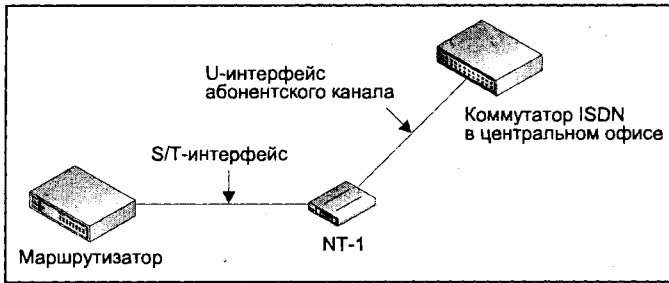 U-интерфейс
абонентского канала
Коммутатор ISDN
в центральном офисе
S/T-интерфейс
NT-1
Маршрутизатор